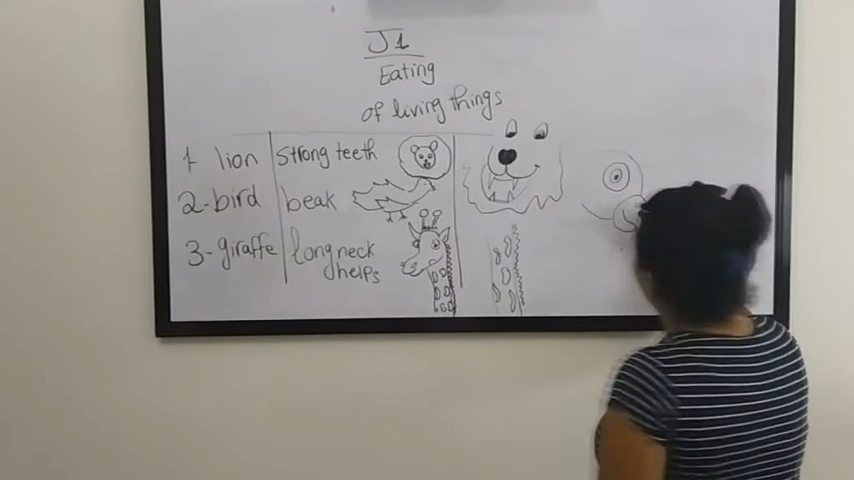 J1
Eating
of living things
1 lion strong teeth
2-bird beak
3-giraffe long neck
helps